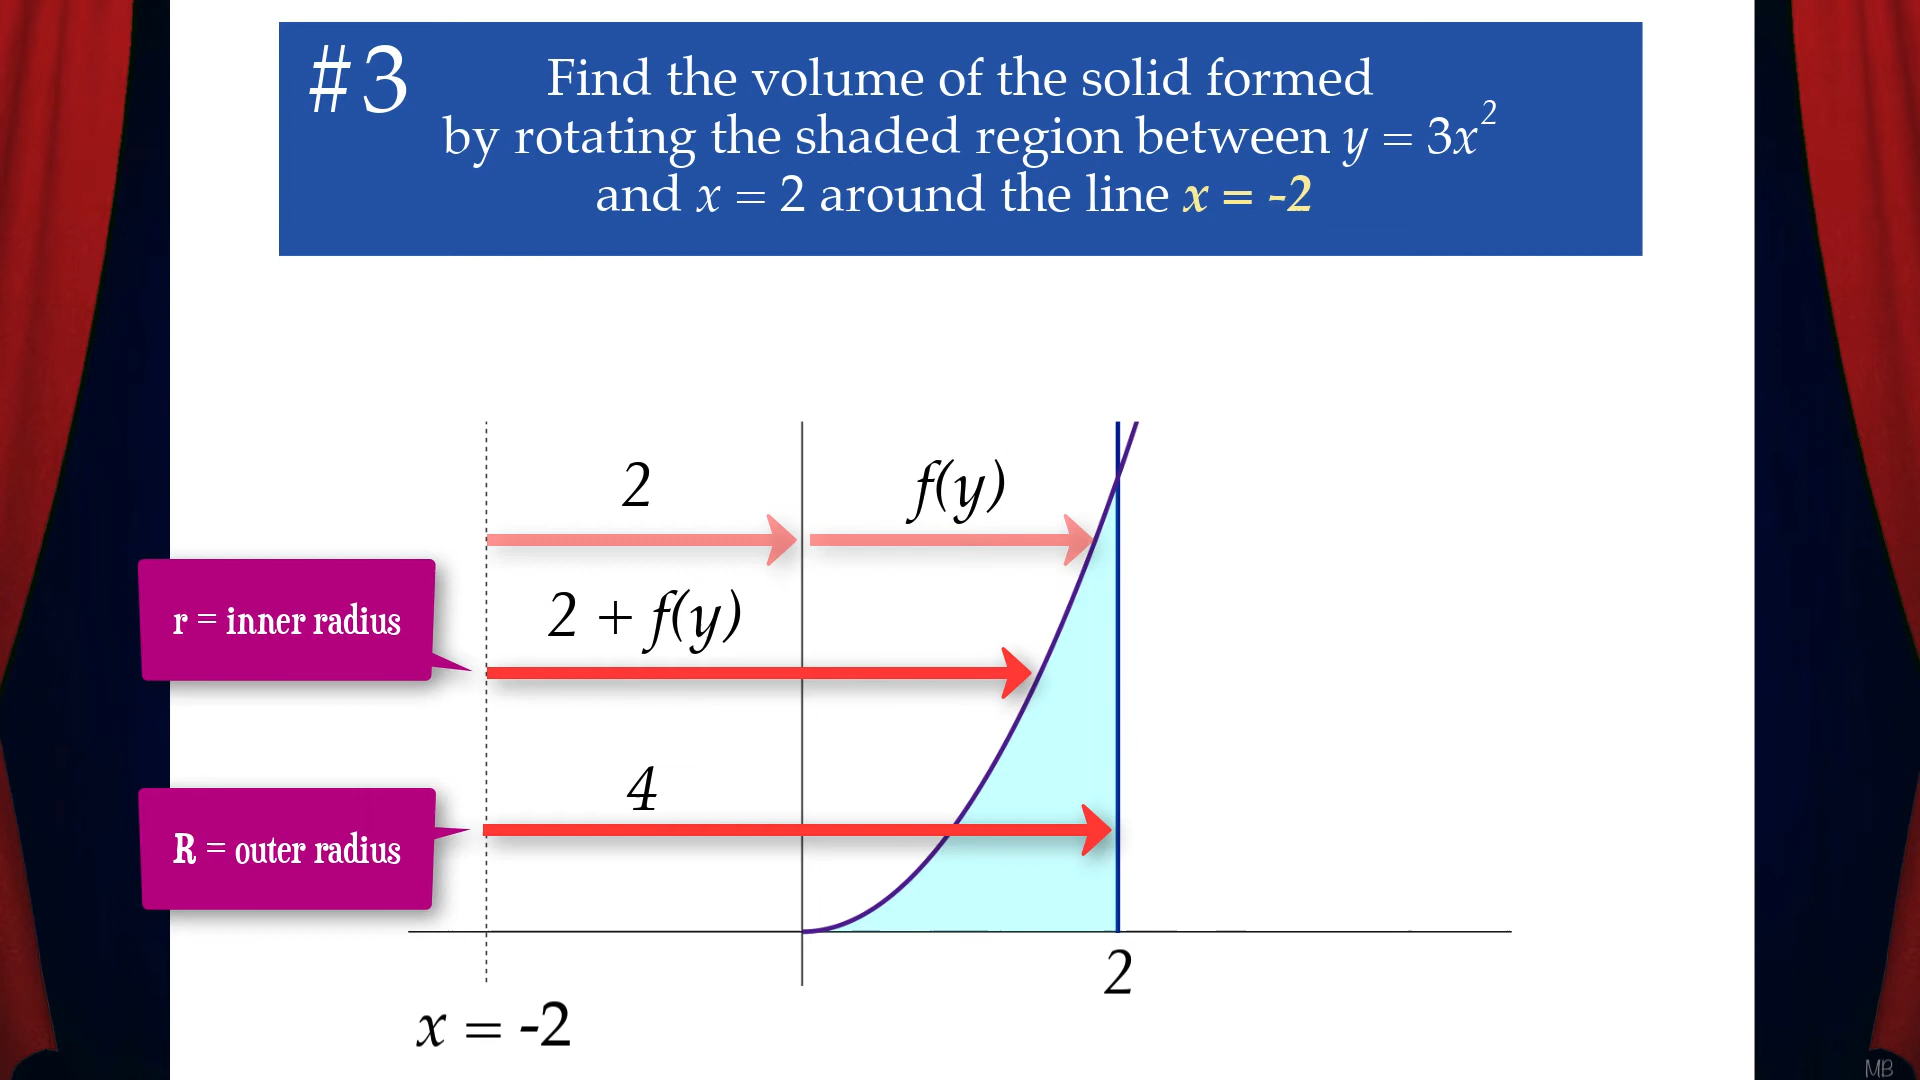 #3
Find the volume of the solid formed
by rotating the shaded region between y = 3x²
and x = 2 around the line x = -2
2
f(y)
r = inner radius
2 + f(y)
4
R = outer radius
2
x = -2
MB